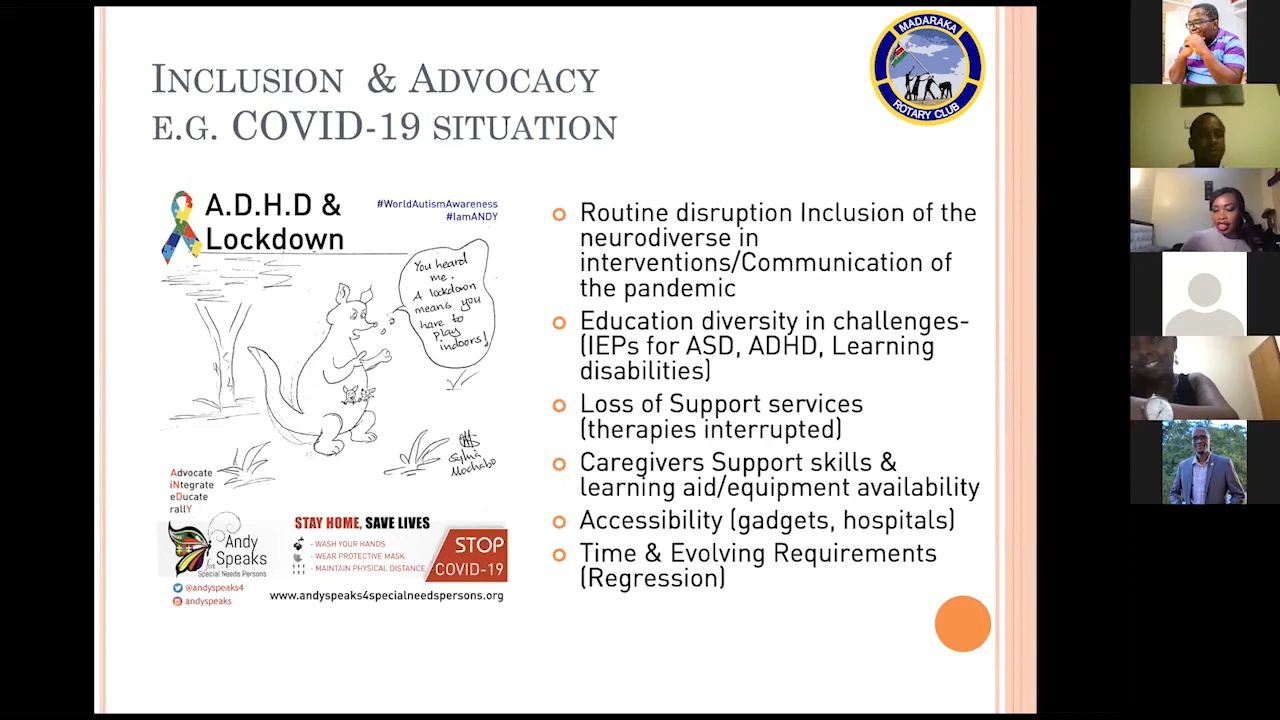 INCLUSION & ADVOCACY
E.G. COVID-19 SITUATION
MADARAKA
ROTARY CLUB
A.D.H.D &
Lockdown
#WorldAutismAwareness
#IamANDY
You heard
me.
A lockdown
means you
have to
play
indoors!
Sylvia
Mochabo
Advocate
iNtegrate
eDucate
rallY
Andy
for Speaks
Special Needs Persons
STAY HOME, SAVE LIVES
- WASH YOUR HANDS
- WEAR PROTECTIVE MASK
- MAINTAIN PHYSICAL DISTANCE
STOP
COVID-19
@andyspeaks4
andyspeaks
www.andyspeaks4specialneedspersons.org
Routine disruption Inclusion of the
neurodiverse in
interventions/Communication of
the pandemic
Education diversity in challenges-
(IEPs for ASD, ADHD, Learning
disabilities)
Loss of Support services
(therapies interrupted)
Caregivers Support skills &
learning aid/equipment availability
Accessibility (gadgets, hospitals)
Time & Evolving Requirements
(Regression)